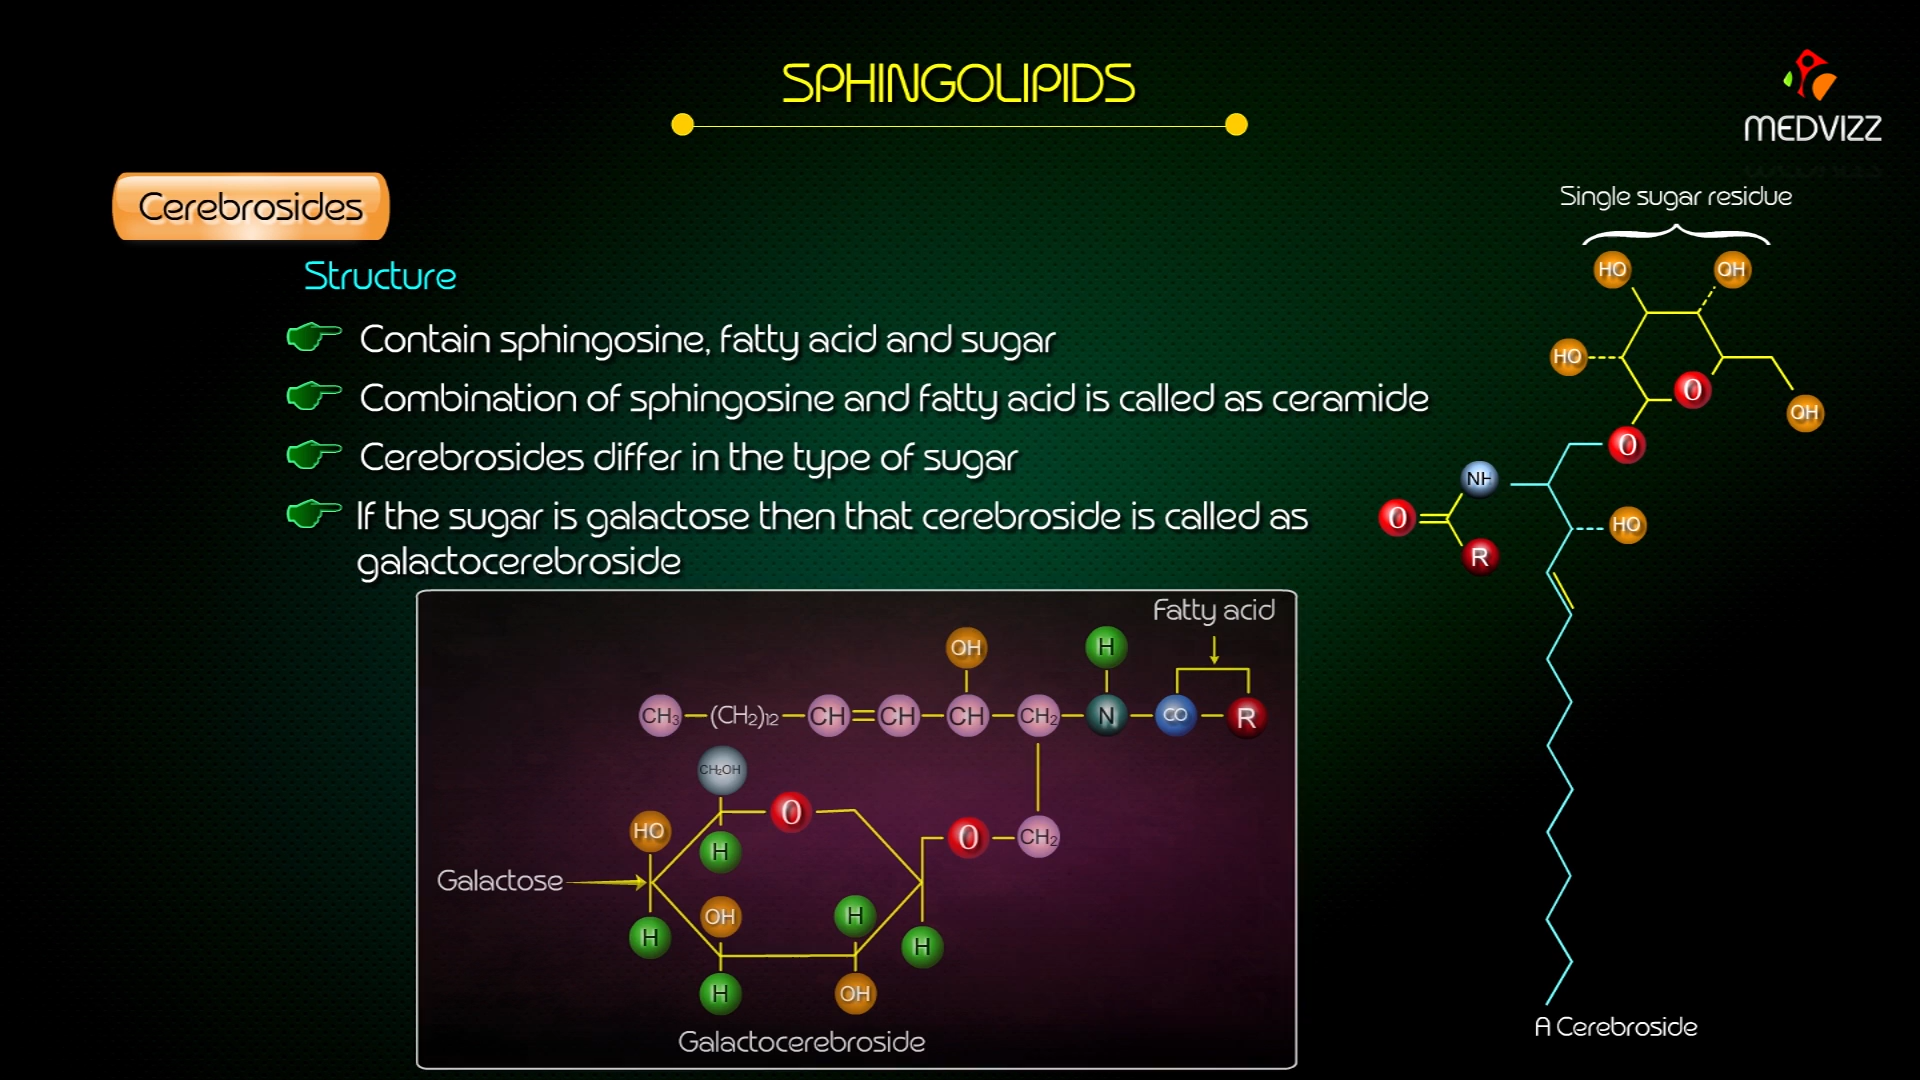 SPHINGOLIPIDS
MEDVIZZ
Cerebrosides
Structure
Contain sphingosine, fatty acid and sugar
Combination of sphingosine and fatty acid is called as ceramide
Cerebrosides differ in the type of sugar
If the sugar is galactose then that cerebroside is called as
galactocerebroside
Single sugar residue
HO OH
HO
O
OH
O
NH
O
HO
R
A Cerebroside
Fatty acid
OH H
CH₃ (CH₂)₁₂ CH CH CH CH₂ N CO R
CH₂OH
O
HO
O CH₂
H
Galactose
OH H
H H
H OH
Galactocerebroside